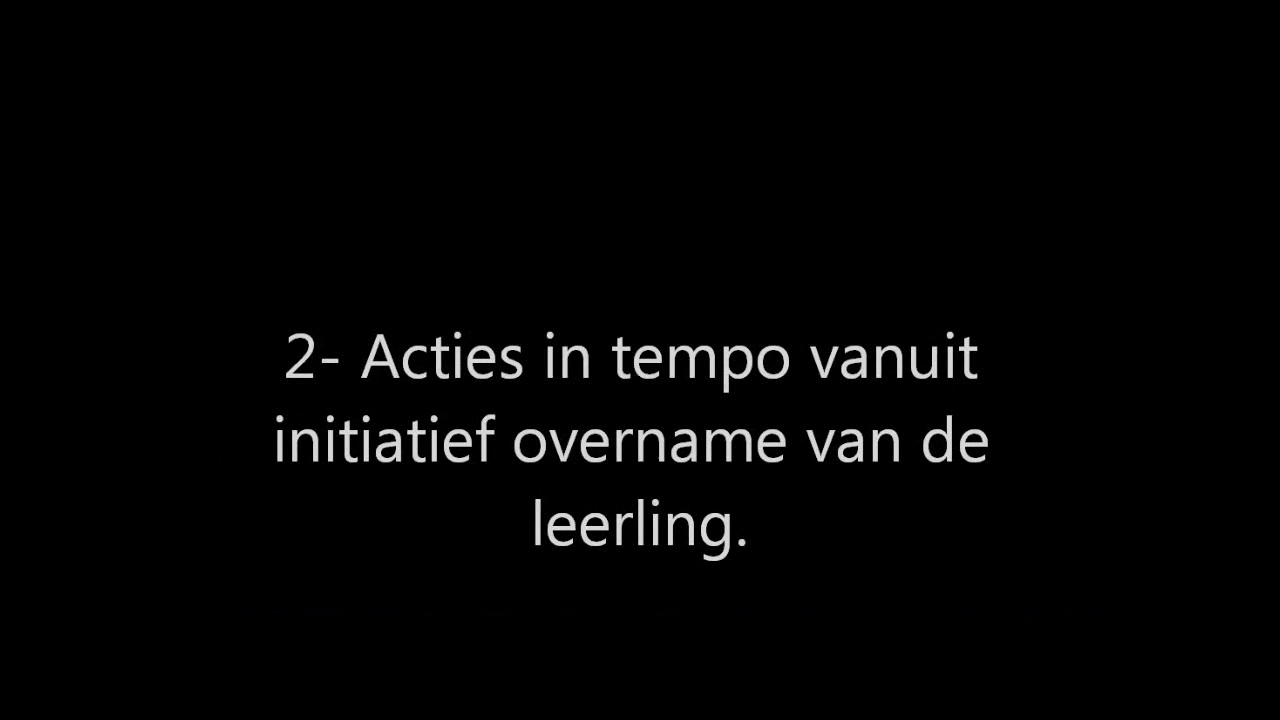 2- Acties in tempo vanuit
initiatief overname van de
leerling.